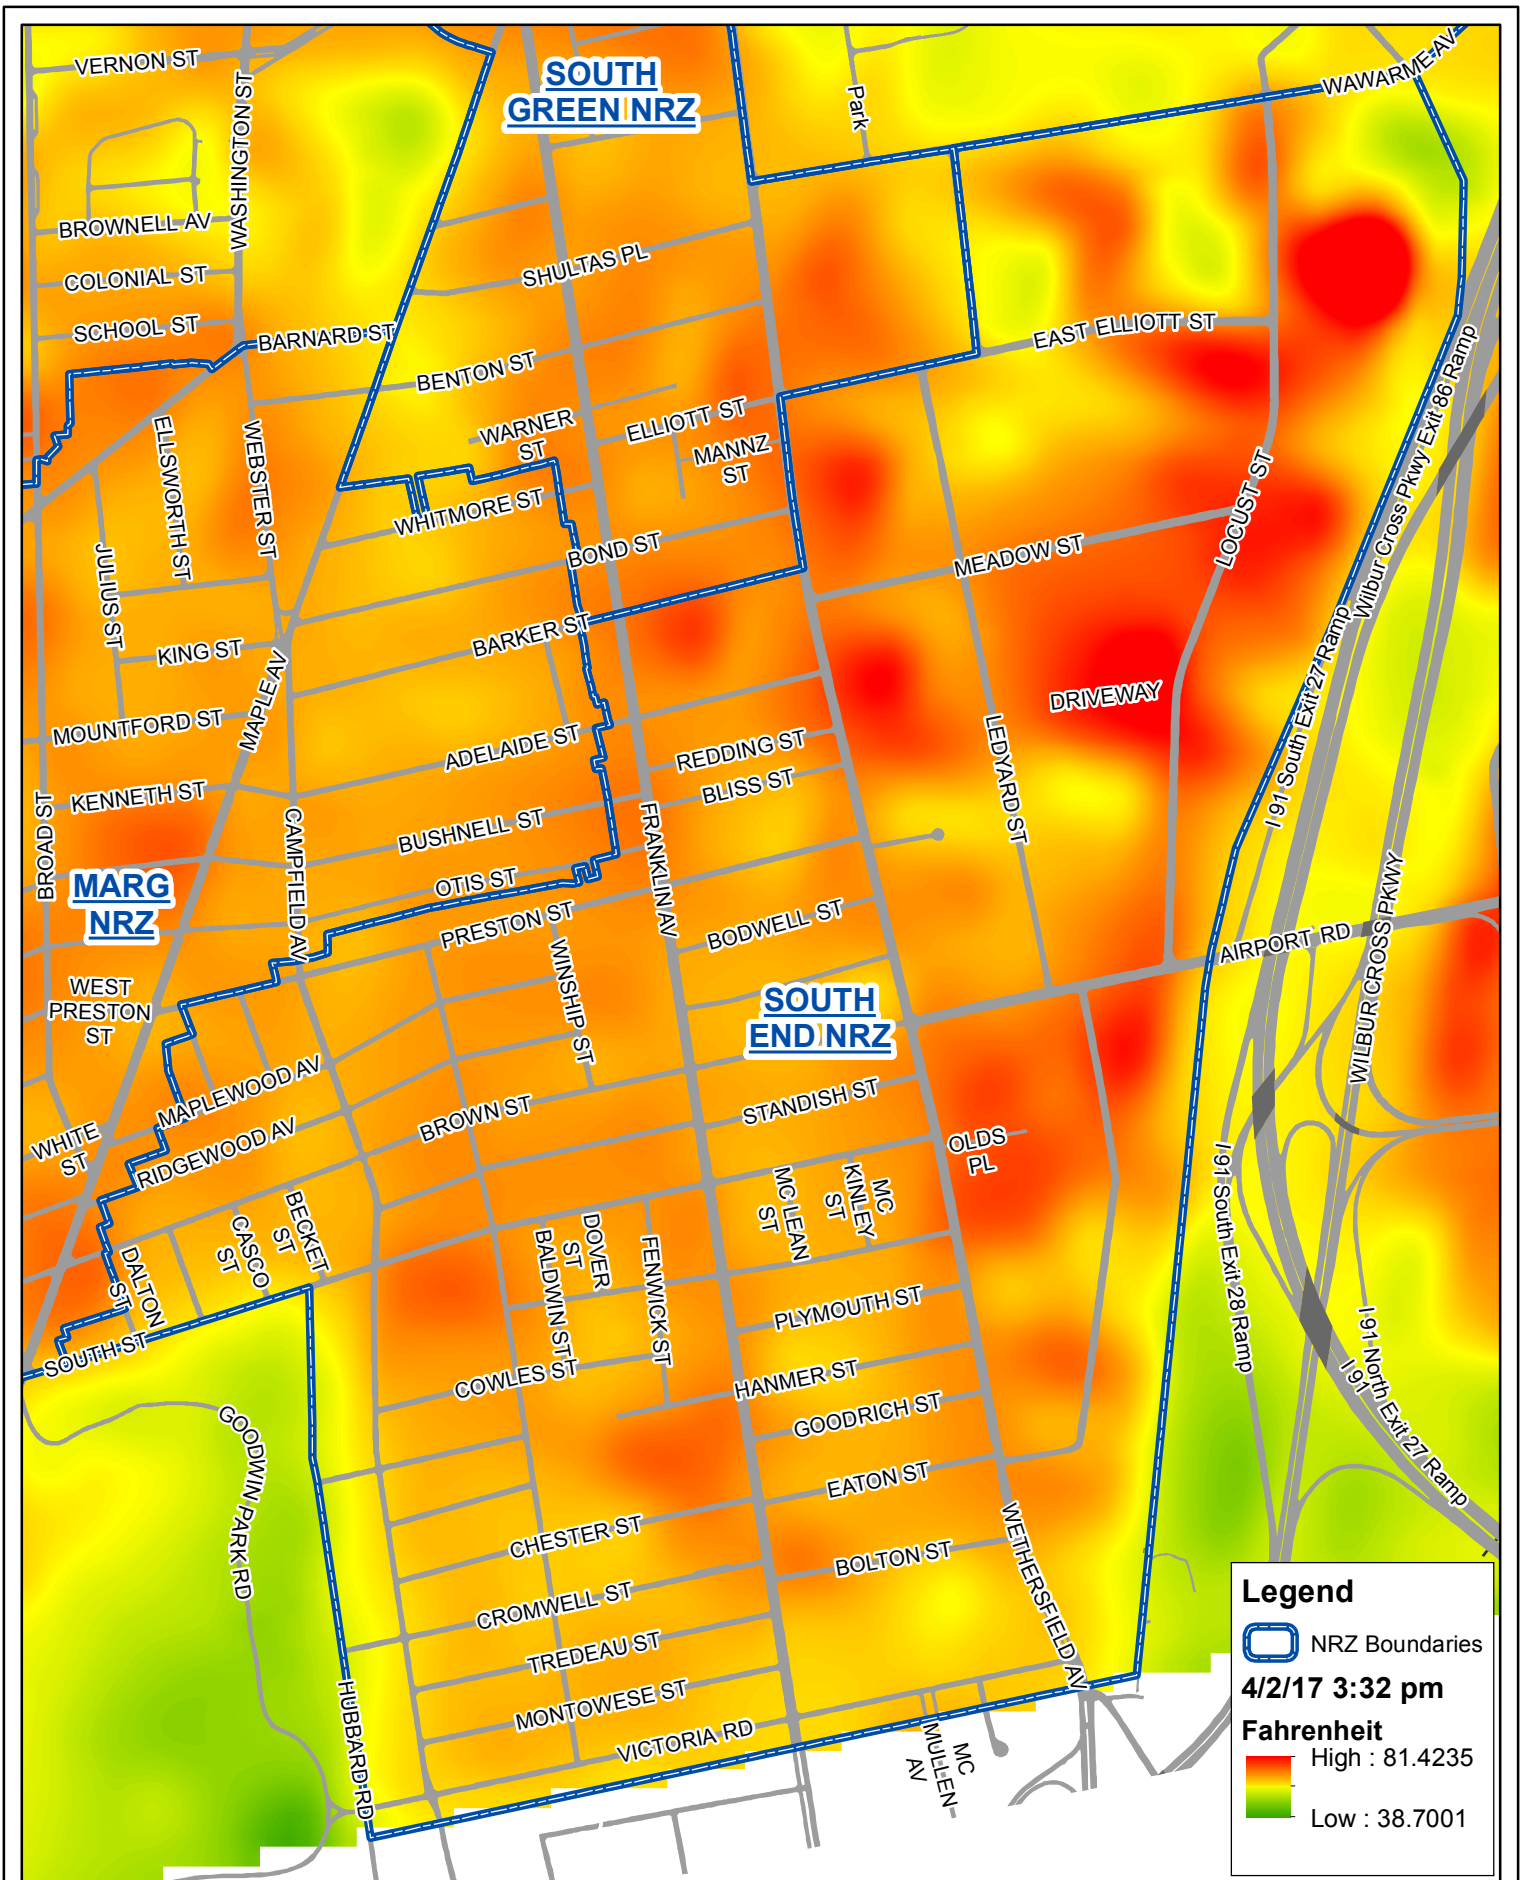 VERNON ST
WASHINGTON ST
SOUTH
GREEN NRZ
Park
WAWARME AV
BROWNELL AV
COLONIAL ST
SCHOOL ST
BARNARD ST
SHULTAS PL
BENTON ST
EAST ELLIOTT ST
WARNER
ST
ELLIOTT ST
MANNZ
ST
WHITMORE ST
BOND ST
ELLSWORTH ST
WEBSTER ST
JULIUS ST
KING ST
BARKER ST
MEADOW ST
LOCUST ST
Wilbur Cross Pkwy Exit 86 Ramp
I 91 South Exit 27 Ramp
MOUNTFORD ST
MAPLE AV
ADELAIDE ST
REDDING ST
BLISS ST
LEDYARD ST
DRIVEWAY
KENNETH ST
BROAD ST
CAMPFIELD AV
BUSHNELL ST
FRANKLIN AV
MARG
NRZ
OTIS ST
PRESTON ST
WINSHIP ST
BODWELL ST
AIRPORT RD
WILBUR CROSS PKWY
WEST
PRESTON
ST
SOUTH
END NRZ
MAPLEWOOD AV
RIDGEWOOD AV
BROWN ST
STANDISH ST
WHITE
ST
OLDS
PL
MC LEAN
ST
MC
KINLEY
ST
BECKET
ST
CASCO
ST
DALTON
ST
DOVER
ST
BALDWIN ST
FENWICK ST
I 91 South Exit 28 Ramp
I 91 North Exit 27 Ramp
I 91
PLYMOUTH ST
SOUTH ST
COWLES ST
HANMER ST
GOODRICH ST
GOODWIN PARK RD
EATON ST
CHESTER ST
BOLTON ST
WETHERSFIELD AV
CROMWELL ST
TREDEAU ST
MONTOWESE ST
VICTORIA RD
HUBBARD RD
MC
MULLEN
AV
Legend
NRZ Boundaries
4/2/17 3:32 pm
Fahrenheit
High : 81.4235
Low : 38.7001